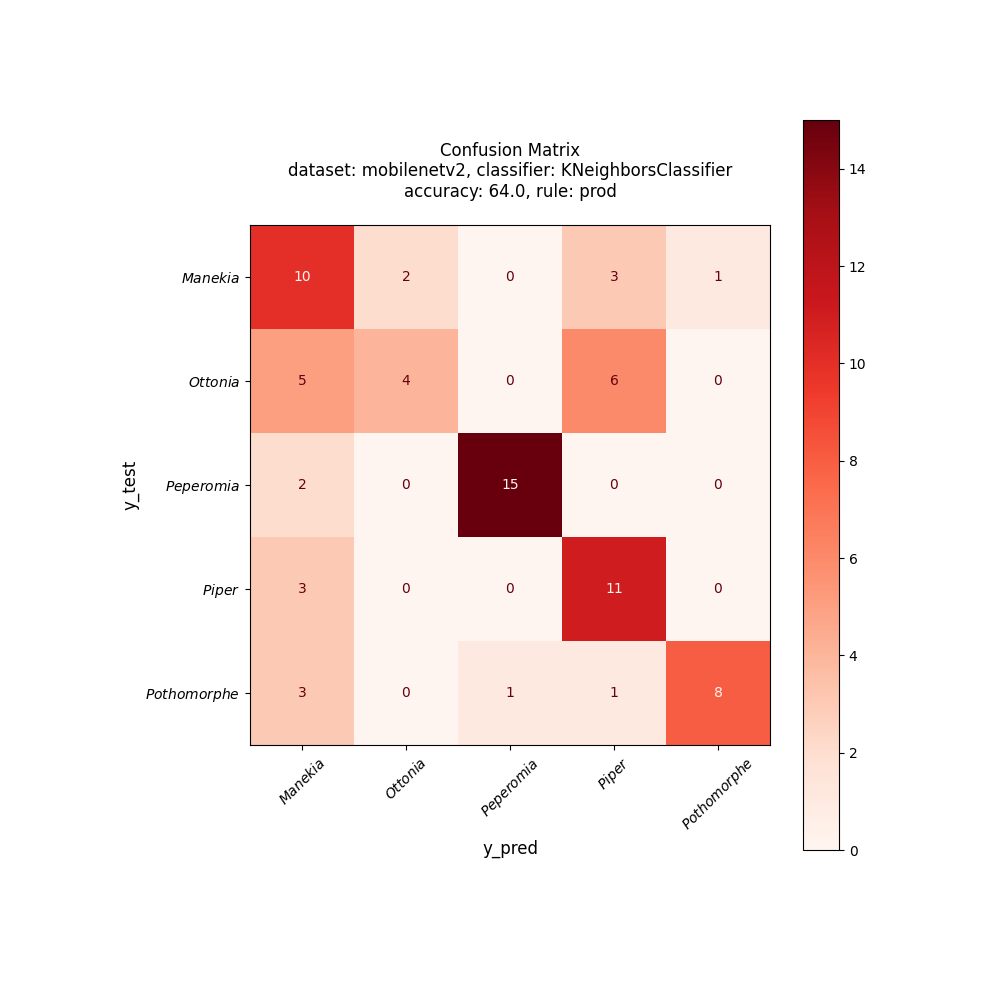 Confusion Matrix
dataset: mobilenetv2, classifier: KNeighborsClassifier
accuracy: 64.0, rule: prod
y_test
Manekia 10 2 0 3 1
Ottonia 5 4 0 6 0
Peperomia 2 0 15 0 0
Piper 3 0 0 11 0
Pothomorphe 3 0 1 1 8
Manekia Ottonia Peperomia Piper Pothomorphe
y_pred
14
12
10
8
6
4
2
0